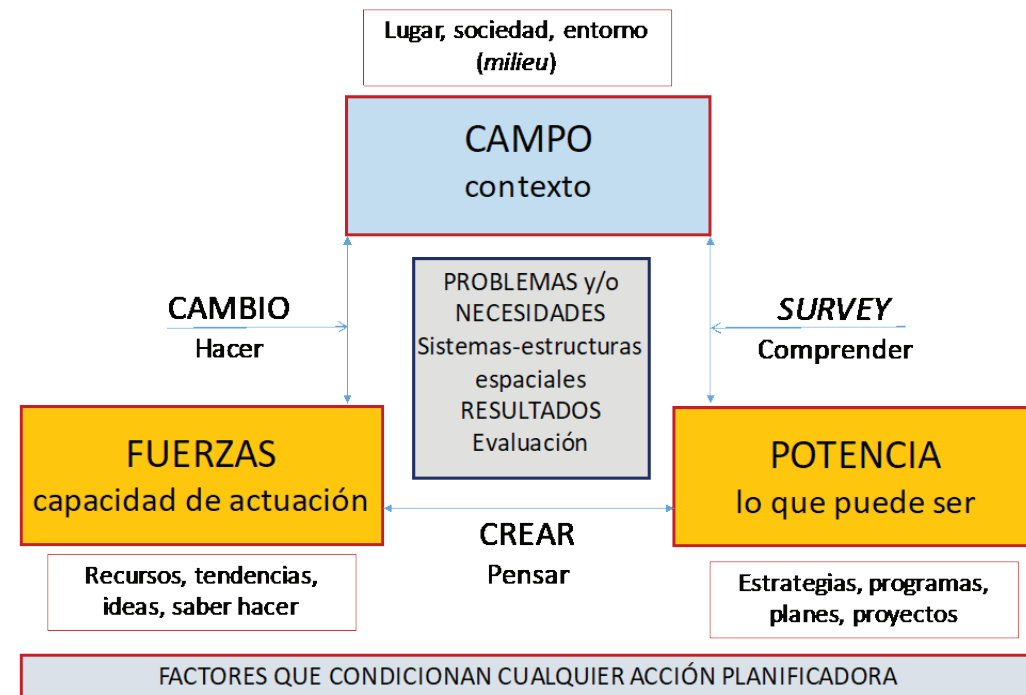 Lugar, sociedad, entorno
(milieu)
CAMPO
contexto
PROBLEMAS y/o
NECESIDADES
Sistemas-estructuras
espaciales
RESULTADOS
Evaluación
CAMBIO
Hacer
SURVEY
Comprender
FUERZAS
capacidad de actuación
POTENCIA
lo que puede ser
CREAR
Pensar
Recursos, tendencias,
ideas, saber hacer
Estrategias, programas,
planes, proyectos
FACTORES QUE CONDICIONAN CUALQUIER ACCIÓN PLANIFICADORA